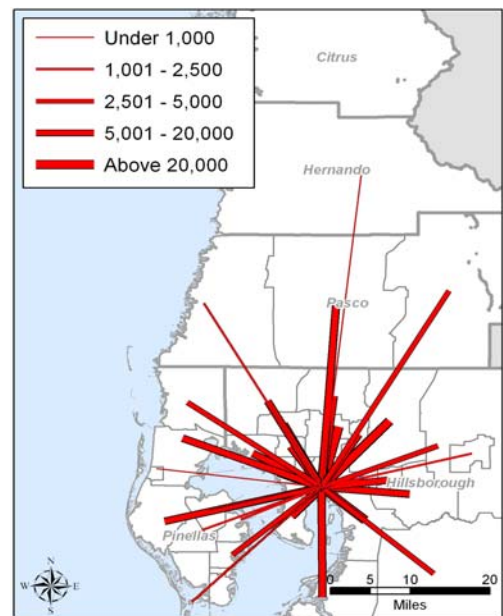 Under 1,000
1,001 - 2,500
2,501 - 5,000
5,001 - 20,000
Above 20,000
Citrus
Hernando
Pasco
Hillsborough
Pinellas
N
W E
S
0 5 10 20
Miles